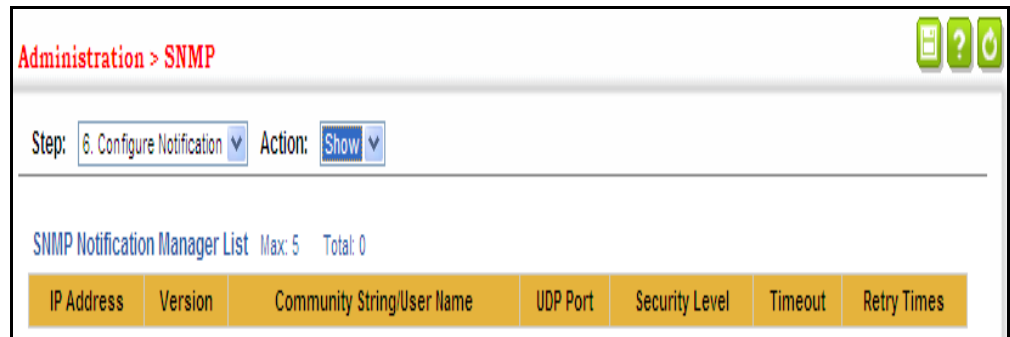 Administration > SNMP
?
Step: 6. Configure Notification Action: Show
SNMP Notification Manager List Max: 5 Total: 0
IP Address Version Community String/User Name UDP Port Security Level Timeout Retry Times